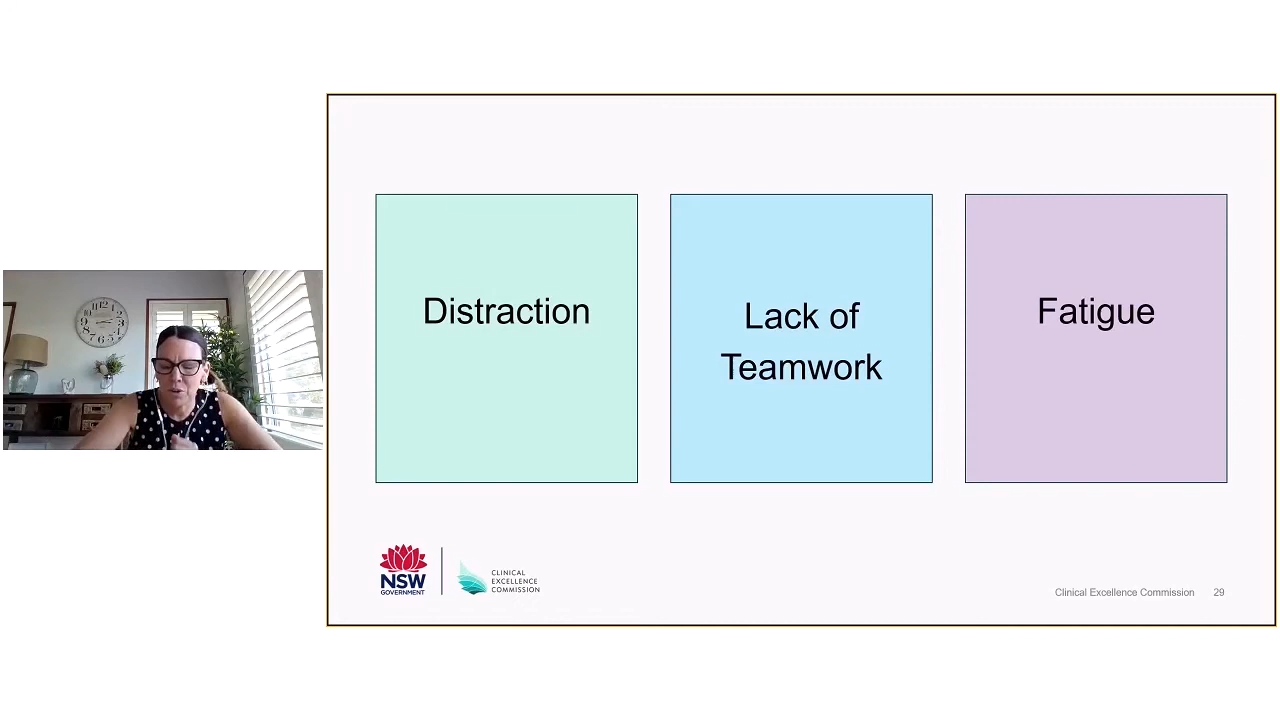 Distraction
Lack of
Teamwork
Fatigue
NSW
GOVERNMENT
CLINICAL
EXCELLENCE
COMMISSION
Clinical Excellence Commission 29